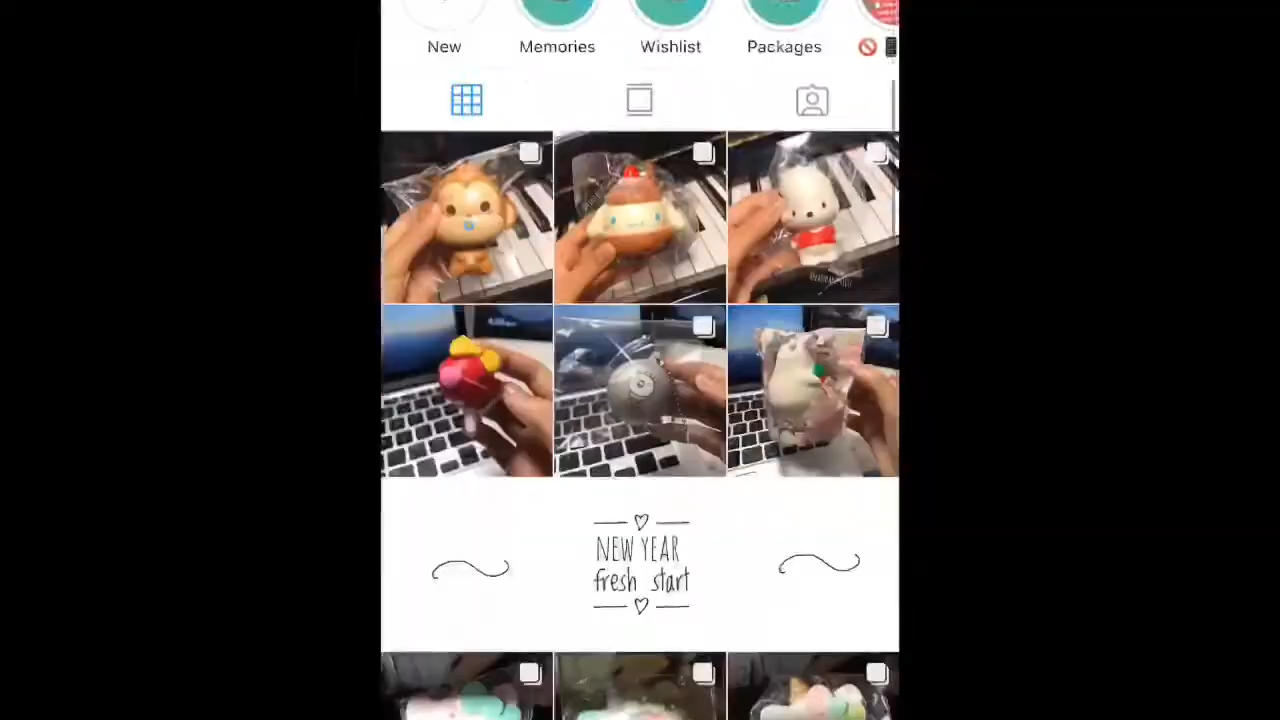 New
Memories
Wishlist
Packages
NEW YEAR
fresh start